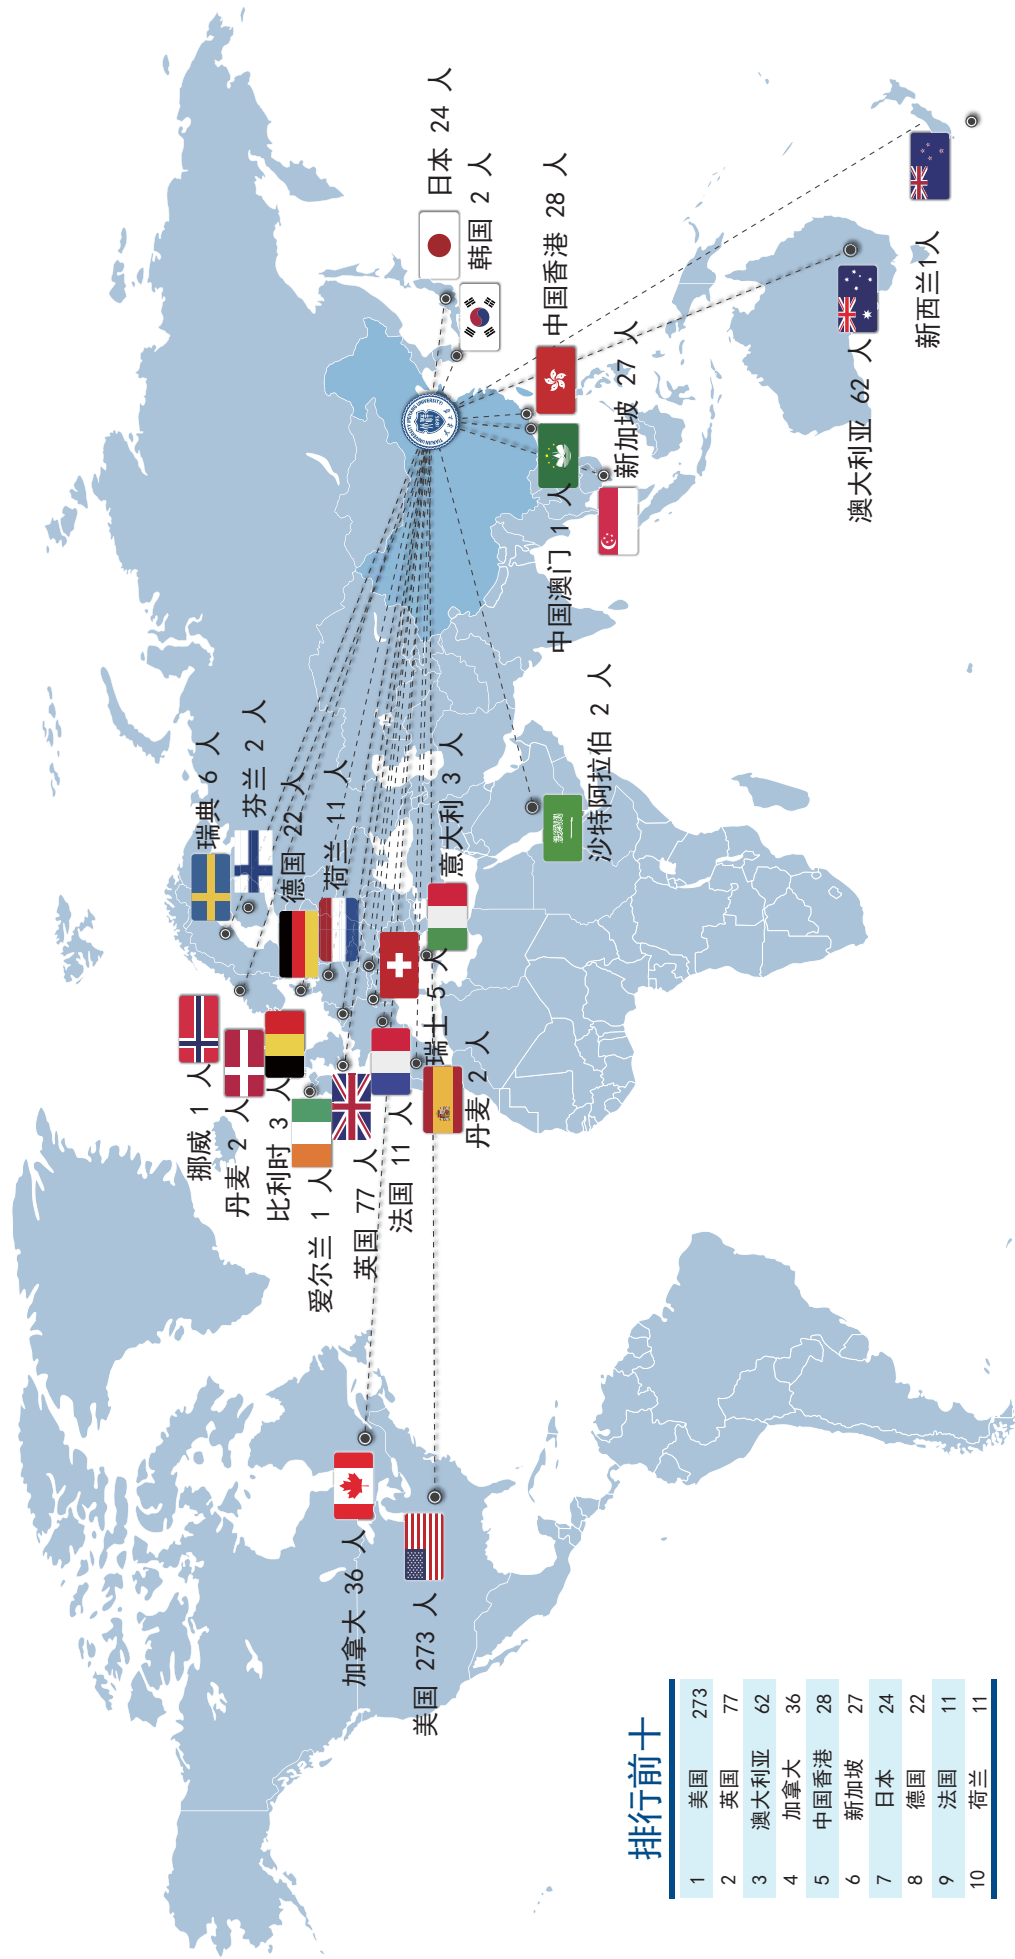 瑞典 6 人
芬兰 2 人
德国 22 人
荷兰 11 人
意大利 3 人
挪威 1 人
丹麦 2 人
比利时 3 人
爱尔兰 1 人
英国 77 人
法国 11 人
瑞士 5 人
丹麦 2 人
加拿大 36 人
美国 273 人
沙特阿拉伯 2 人
日本 24 人
韩国 2 人
中国香港 28 人
中国澳门 1 人
新加坡 27 人
澳大利亚 62 人
新西兰1人
TIANJIN UNIVERSITY (PEIYANG UNIVERSITY)
排行前十
1 美国 273
2 英国 77
3 澳大利亚 62
4 加拿大 36
5 中国香港 28
6 新加坡 27
7 日本 24
8 德国 22
9 法国 11
10 荷兰 11